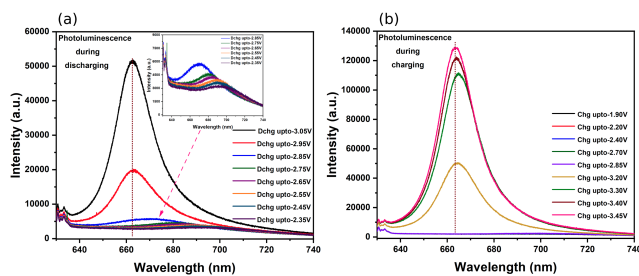 (a)
(b)
Photoluminescence
during
discharging
Intensity (a.u.)
60000
50000
40000
30000
20000
10000
0
640
660
680
700
720
740
Wavelength (nm)
Dchg upto-3.05V
Dchg upto-2.95V
Dchg upto-2.85V
Dchg upto-2.75V
Dchg upto-2.65V
Dchg upto-2.55V
Dchg upto-2.45V
Dchg upto-2.35V
Intensity (a.u.)
Wavelength (nm)
Photoluminescence
during
charging
Intensity (a.u.)
140000
120000
100000
80000
60000
40000
20000
0
640
660
680
700
720
740
Wavelength (nm)
Chg upto-1.90V
Chg upto-2.20V
Chg upto-2.40V
Chg upto-2.70V
Chg upto-2.85V
Chg upto-3.20V
Chg upto-3.30V
Chg upto-3.40V
Chg upto-3.45V